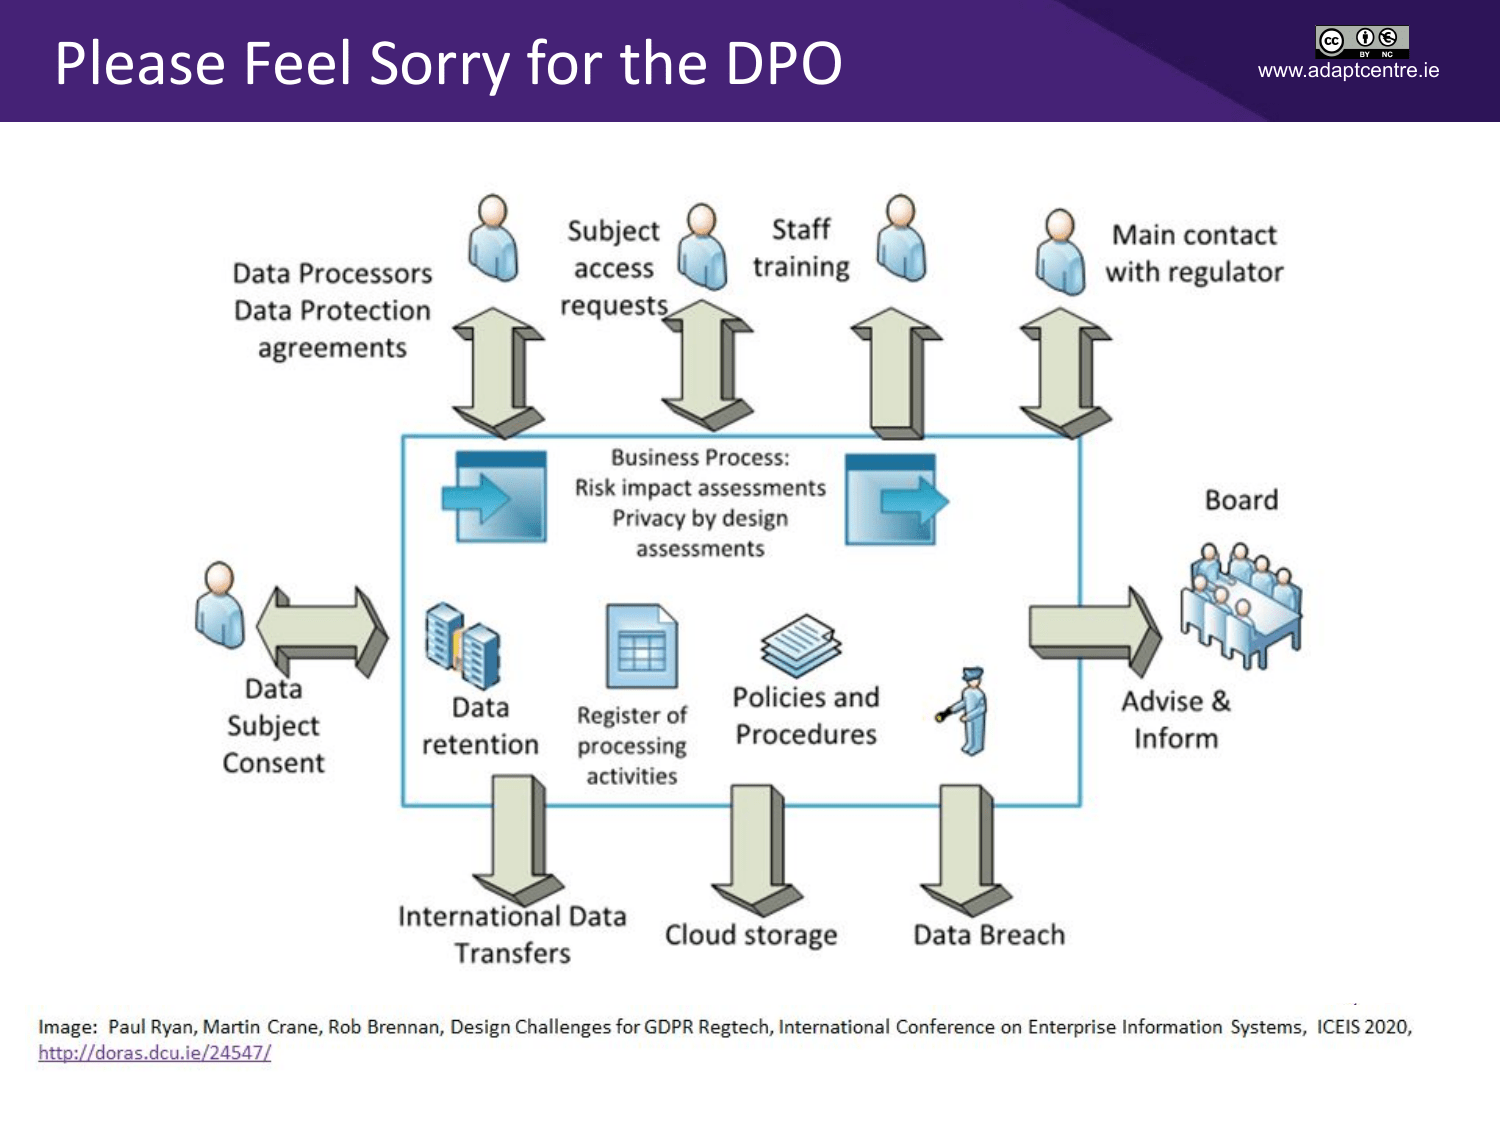 Please Feel Sorry for the DPO
cc BY NC
www.adaptcentre.ie
Data Processors
Data Protection
agreements
Subject
access
requests
Staff
training
Main contact
with regulator
Business Process:
Risk impact assessments
Privacy by design
assessments
Board
Data
Subject
Consent
Data
retention
Register of
processing
activities
Policies and
Procedures
Advise &
Inform
International Data
Transfers
Cloud storage
Data Breach
Image: Paul Ryan, Martin Crane, Rob Brennan, Design Challenges for GDPR Regtech, International Conference on Enterprise Information Systems, ICEIS 2020,
http://doras.dcu.ie/24547/